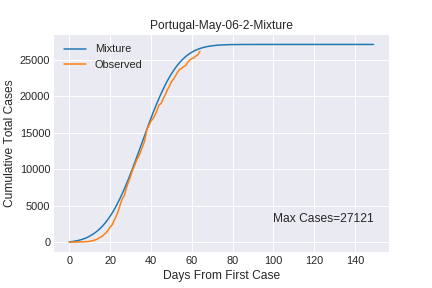 Portugal-May-06-2-Mixture
Mixture
Observed
25000
20000
15000
10000
5000
0
Cumulative Total Cases
Max Cases=27121
0 20 40 60 80 100 120 140
Days From First Case